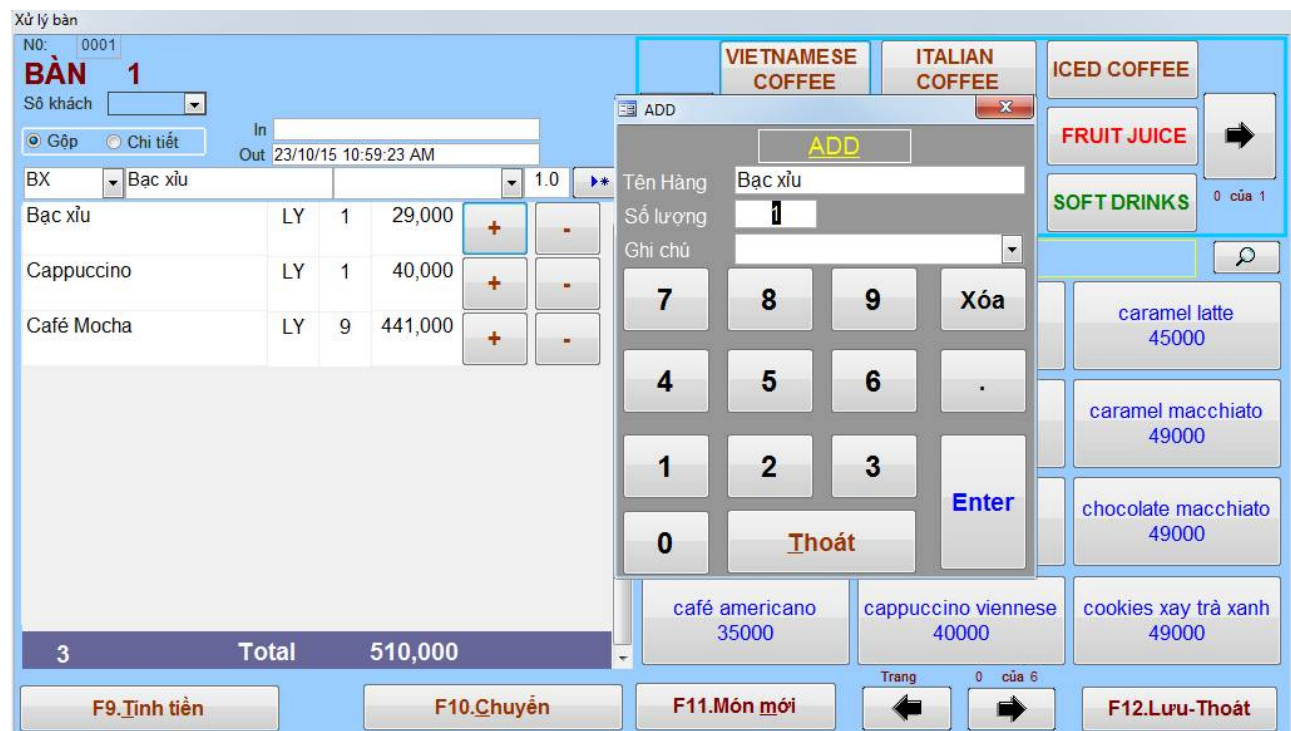 Xử lý bàn
N0: 0001
BÀN 1
Số khách
Gộp Chi tiết
In
Out 23/10/15 10:59:23 AM
BX Bạc xỉu 1.0
Bạc xỉu LY 1 29,000 + -
Cappuccino LY 1 40,000 + -
Café Mocha LY 9 441,000 + -
3 Total 510,000
F9.Tính tiền
F10.Chuyển
F11.Món mới
Trang 0 của 6
F12.Lưu-Thoát
VIETNAMESE
COFFEE
ITALIAN
COFFEE
ICED COFFEE
FRUIT JUICE
SOFT DRINKS
0 của 1
ADD
X
ADD
Tên Hàng Bạc xỉu
Số lượng 1
Ghi chú
7 8 9 Xóa
4 5 6 .
1 2 3
Enter
0 Thoát
caramel latte
45000
caramel macchiato
49000
chocolate macchiato
49000
café americano
35000
cappuccino viennese
40000
cookies xay trà xanh
49000